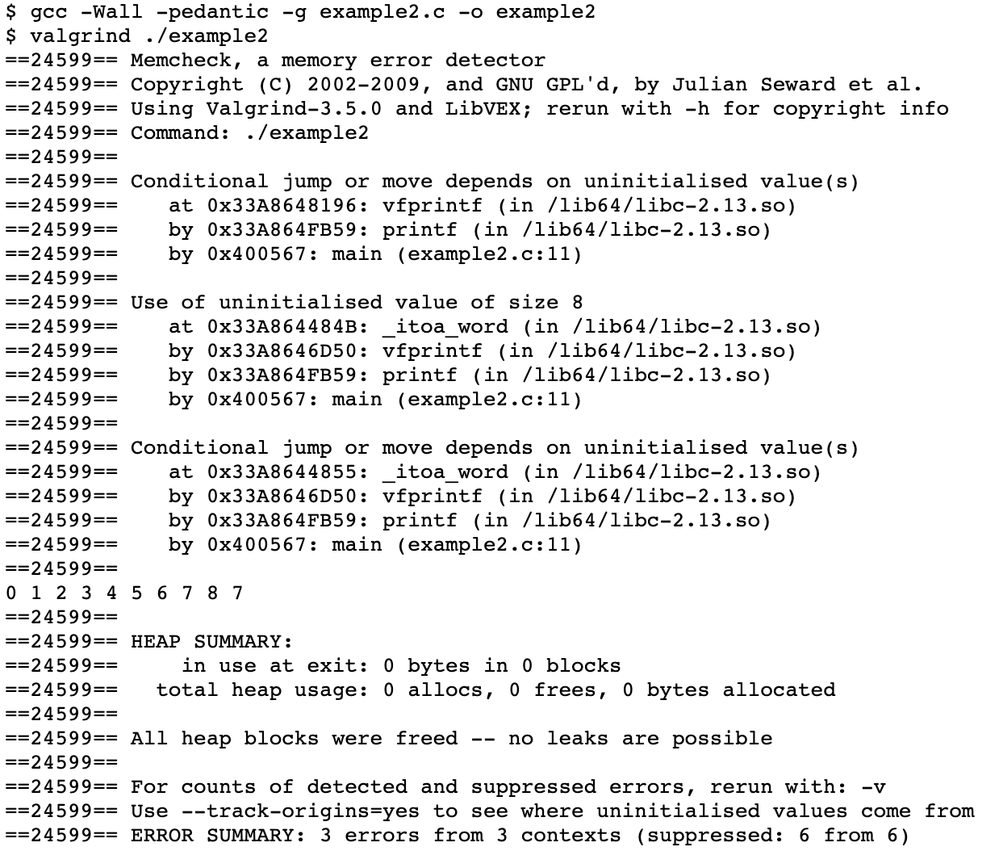 $ gcc -Wall -pedantic -g example2.c -o example2
$ valgrind ./example2
==24599== Memcheck, a memory error detector
==24599== Copyright (C) 2002-2009, and GNU GPL'd, by Julian Seward et al.
==24599== Using Valgrind-3.5.0 and LibVEX; rerun with -h for copyright info
==24599== Command: ./example2
==24599==
==24599== Conditional jump or move depends on uninitialised value(s)
==24599==    at 0x33A8648196: vfprintf (in /lib64/libc-2.13.so)
==24599==    by 0x33A864FB59: printf (in /lib64/libc-2.13.so)
==24599==    by 0x400567: main (example2.c:11)
==24599==
==24599== Use of uninitialised value of size 8
==24599==    at 0x33A864484B: _itoa_word (in /lib64/libc-2.13.so)
==24599==    by 0x33A8646D50: vfprintf (in /lib64/libc-2.13.so)
==24599==    by 0x33A864FB59: printf (in /lib64/libc-2.13.so)
==24599==    by 0x400567: main (example2.c:11)
==24599==
==24599== Conditional jump or move depends on uninitialised value(s)
==24599==    at 0x33A8644855: _itoa_word (in /lib64/libc-2.13.so)
==24599==    by 0x33A8646D50: vfprintf (in /lib64/libc-2.13.so)
==24599==    by 0x33A864FB59: printf (in /lib64/libc-2.13.so)
==24599==    by 0x400567: main (example2.c:11)
==24599==
0 1 2 3 4 5 6 7 8 7
==24599==
==24599== HEAP SUMMARY:
==24599==     in use at exit: 0 bytes in 0 blocks
==24599==   total heap usage: 0 allocs, 0 frees, 0 bytes allocated
==24599==
==24599== All heap blocks were freed -- no leaks are possible
==24599==
==24599== For counts of detected and suppressed errors, rerun with: -v
==24599== Use --track-origins=yes to see where uninitialised values come from
==24599== ERROR SUMMARY: 3 errors from 3 contexts (suppressed: 6 from 6)